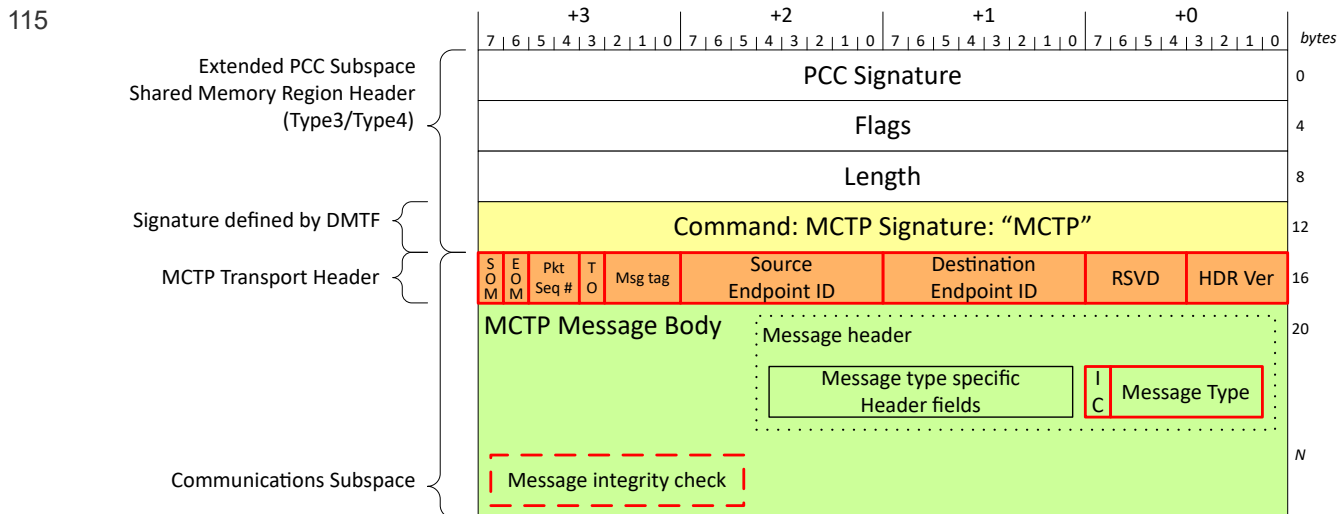 115
+3 +2 +1 +0
7 6 5 4 3 2 1 0 7 6 5 4 3 2 1 0 7 6 5 4 3 2 1 0 7 6 5 4 3 2 1 0 bytes
Extended PCC Subspace
Shared Memory Region Header
(Type3/Type4)
PCC Signature 0
Flags 4
Length 8
Signature defined by DMTF
Command: MCTP Signature: “MCTP” 12
MCTP Transport Header
SOM
EOM
Pkt
Seq #
TO
Msg tag
Source
Endpoint ID
Destination
Endpoint ID
RSVD
HDR Ver
16
MCTP Message Body
20
Message header
Message type specific
Header fields
IC
Message Type
N
Communications Subspace
Message integrity check